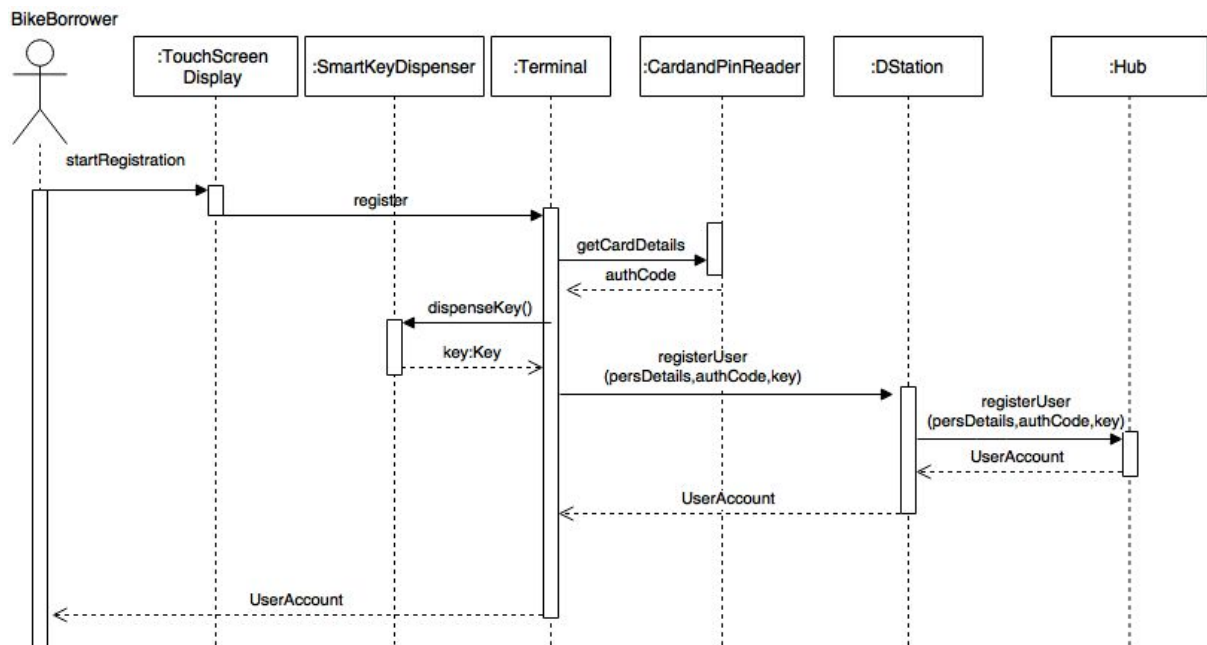 BikeBorrower
:TouchScreen
Display
:SmartKeyDispenser
:Terminal
:CardandPinReader
:DStation
:Hub
startRegistration
register
getCardDetails
authCode
dispenseKey()
key:Key
registerUser
(persDetails,authCode,key)
registerUser
(persDetails,authCode,key)
UserAccount
UserAccount
UserAccount